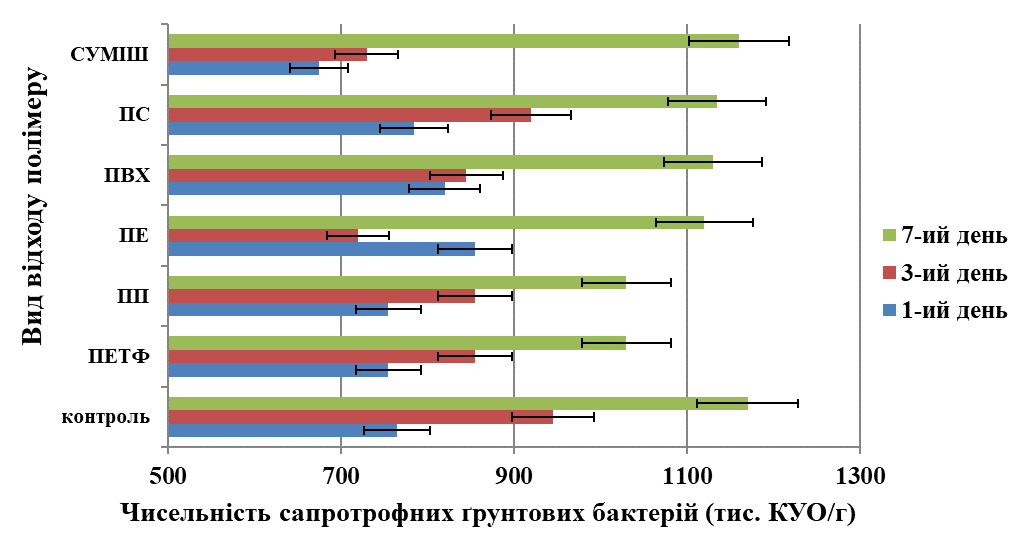 Вид відходу полімеру
СУМІШ
ПС
ПВХ
ПЕ
ПП
ПЕТФ
контроль
500 700 900 1100 1300
Чисельність сапротрофних ґрунтових бактерій (тис. КУО/г)
7-ий день
3-ий день
1-ий день